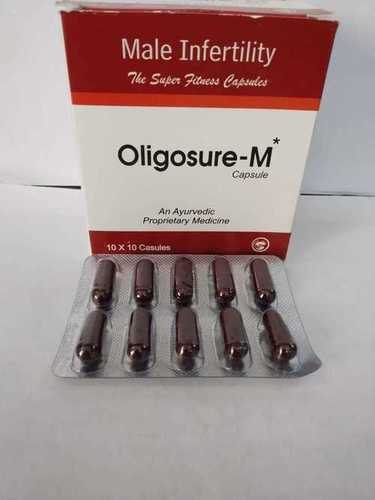 Male Infertility
The Super Fitness Capsules
Oligosure-M*
Capsule
An Ayurvedic
Proprietary Medicine
10 X 10 Casules